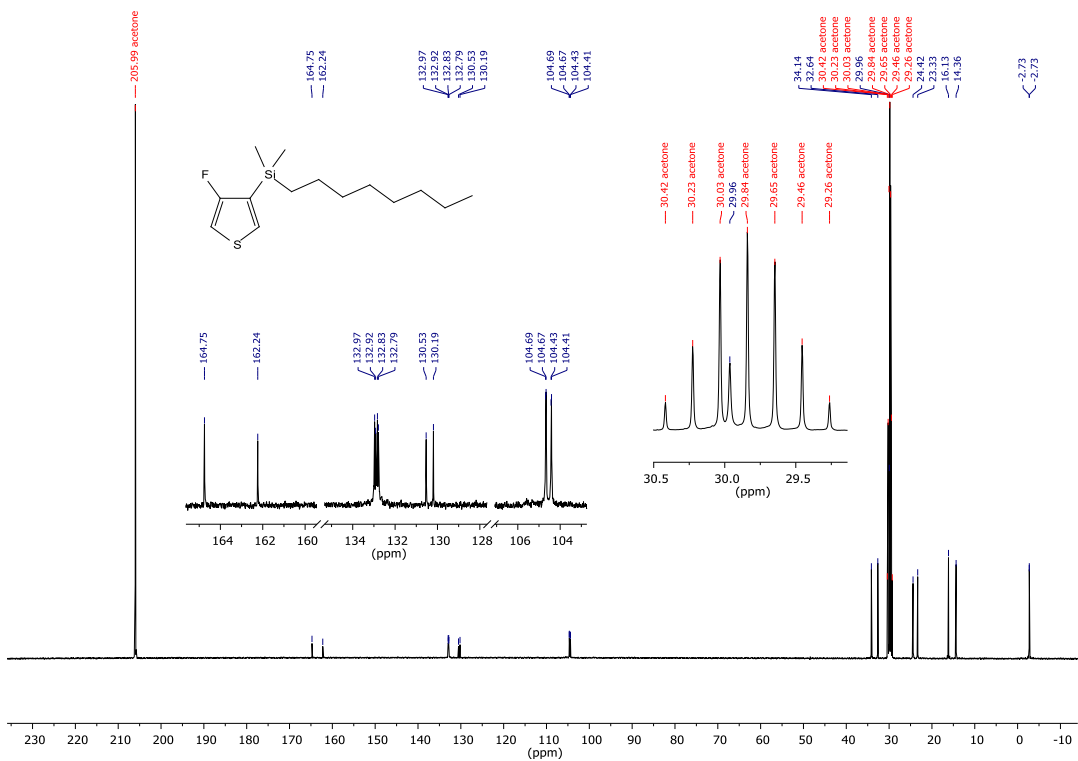 205.99 acetone
164.75
162.24
132.97
132.92
132.83
132.79
130.53
130.19
104.69
104.67
104.43
104.41
34.14
32.64
30.42 acetone
30.23 acetone
30.03 acetone
29.96
29.84 acetone
29.65 acetone
29.46 acetone
29.26 acetone
24.42
23.33
16.13
14.36
-2.73
-2.73
F
Si
S
30.42 acetone
30.23 acetone
30.03 acetone
29.96
29.84 acetone
29.65 acetone
29.46 acetone
29.26 acetone
30.5 30.0 29.5
(ppm)
164.75
162.24
132.97
132.92
132.83
132.79
130.53
130.19
104.69
104.67
104.43
104.41
164 162 160 134 132 130 128 106 104
(ppm)
230 220 210 200 190 180 170 160 150 140 130 120 110 100 90 80 70 60 50 40 30 20 10 0 -10
(ppm)